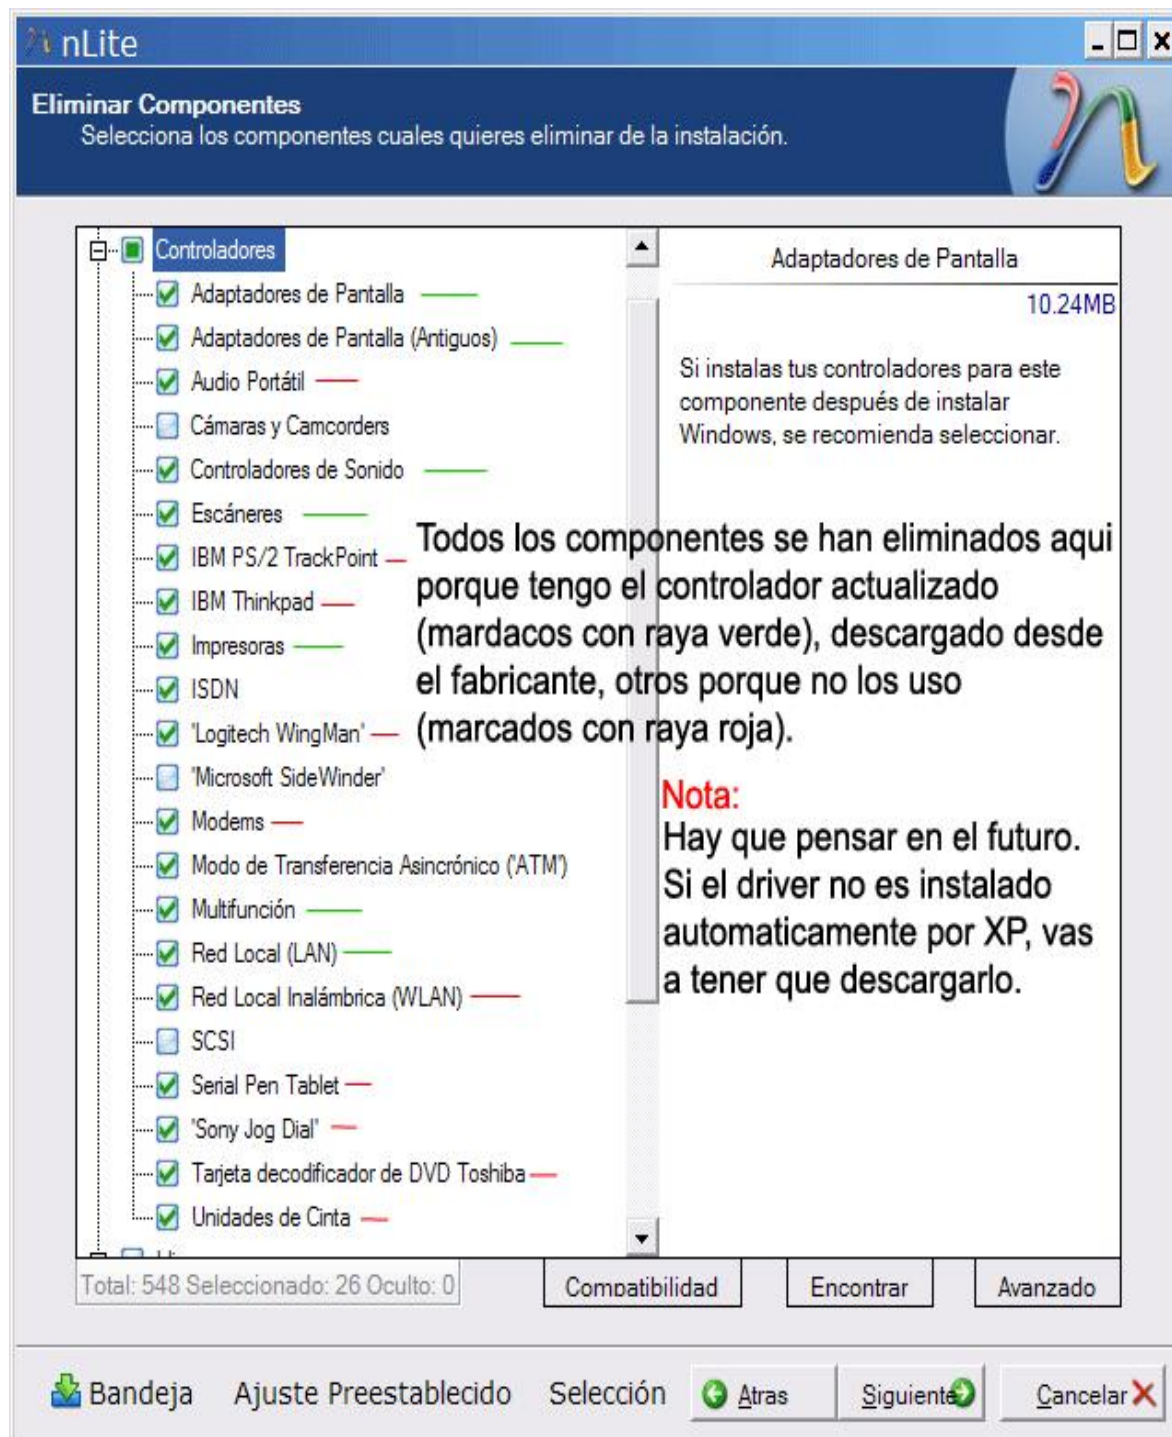 nLite
Eliminar Componentes
Selecciona los componentes cuales quieres eliminar de la instalación.
Controladores
Adaptadores de Pantalla
Adaptadores de Pantalla (Antiguos)
Audio Portátil
Cámaras y Camcorders
Controladores de Sonido
Escáneres
IBM PS/2 TrackPoint
IBM Thinkpad
Impresoras
ISDN
'Logitech WingMan'
'Microsoft SideWinder'
Modems
Modo de Transferencia Asincrónico ('ATM')
Multifunción
Red Local (LAN)
Red Local Inalámbrica (WLAN)
SCSI
Serial Pen Tablet
'Sony Jog Dial'
Tarjeta decodificador de DVD Toshiba
Unidades de Cinta
Adaptadores de Pantalla
10.24MB
Si instalas tus controladores para este
componente después de instalar
Windows, se recomienda seleccionar.
Todos los componentes se han eliminados aqui
porque tengo el controlador actualizado
(mardacos con raya verde), descargado desde
el fabricante, otros porque no los uso
(marcados con raya roja).
Nota:
Hay que pensar en el futuro.
Si el driver no es instalado
automaticamente por XP, vas
a tener que descargarlo.
Total: 548 Seleccionado: 26 Oculto: 0
Compatibilidad
Encontrar
Avanzado
Bandeja
Ajuste Preestablecido
Selección
Atras
Siguiente
Cancelar